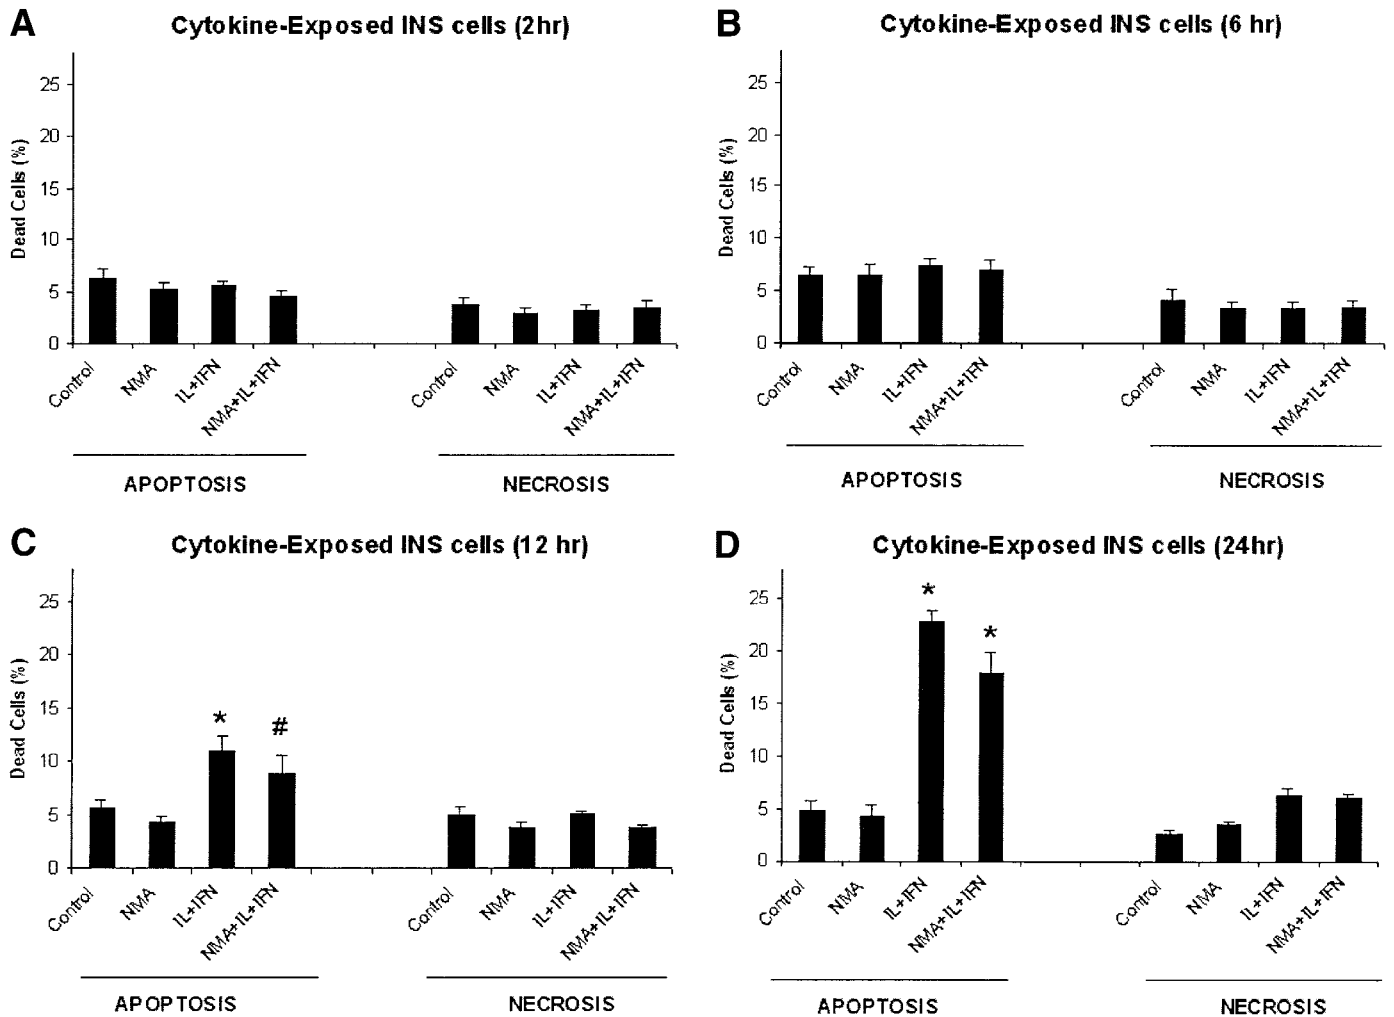 A
Cytokine-Exposed INS cells (2hr)
Dead Cells (%)
25
20
15
10
5
0
Control
NMA
IL+IFN
NMA+IL+IFN
Control
NMA
IL+IFN
NMA+IL+IFN
APOPTOSIS
NECROSIS
B
Cytokine-Exposed INS cells (6 hr)
Dead Cells (%)
25
20
15
10
5
0
Control
NMA
IL+IFN
NMA+IL+IFN
Control
NMA
IL+IFN
NMA+IL+IFN
APOPTOSIS
NECROSIS
C
Cytokine-Exposed INS cells (12 hr)
Dead Cells (%)
25
20
15
10
5
0
*
#
Control
NMA
IL+IFN
NMA+IL+IFN
Control
NMA
IL+IFN
NMA+IL+IFN
APOPTOSIS
NECROSIS
D
Cytokine-Exposed INS cells (24hr)
Dead Cells (%)
25
20
15
10
5
0
*
*
Control
NMA
IL+IFN
NMA+IL+IFN
Control
NMA
IL+IFN
NMA+IL+IFN
APOPTOSIS
NECROSIS